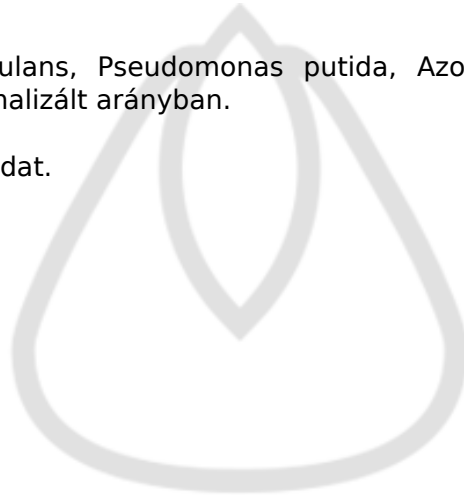 ulans, Pseudomonas putida, Azo
nalizált arányban.
dat.